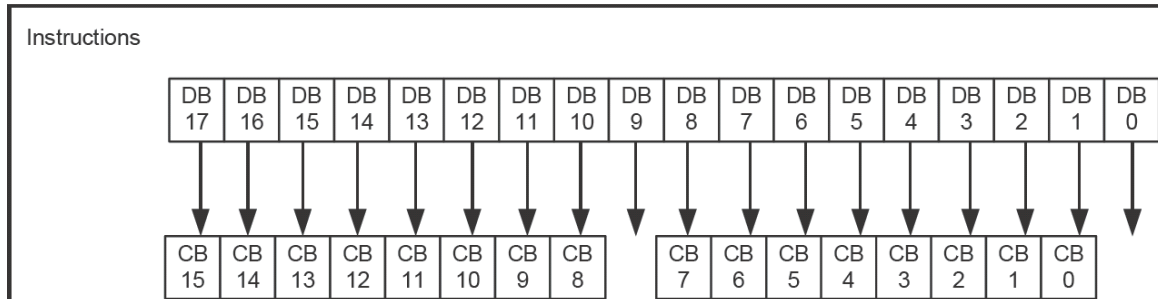 Instructions
DB DB DB DB DB DB DB DB DB DB DB DB DB DB DB DB DB DB
17 16 15 14 13 12 11 10 9 8 7 6 5 4 3 2 1 0
CB CB CB CB CB CB CB CB CB CB CB CB CB CB CB CB
15 14 13 12 11 10 9 8 7 6 5 4 3 2 1 0